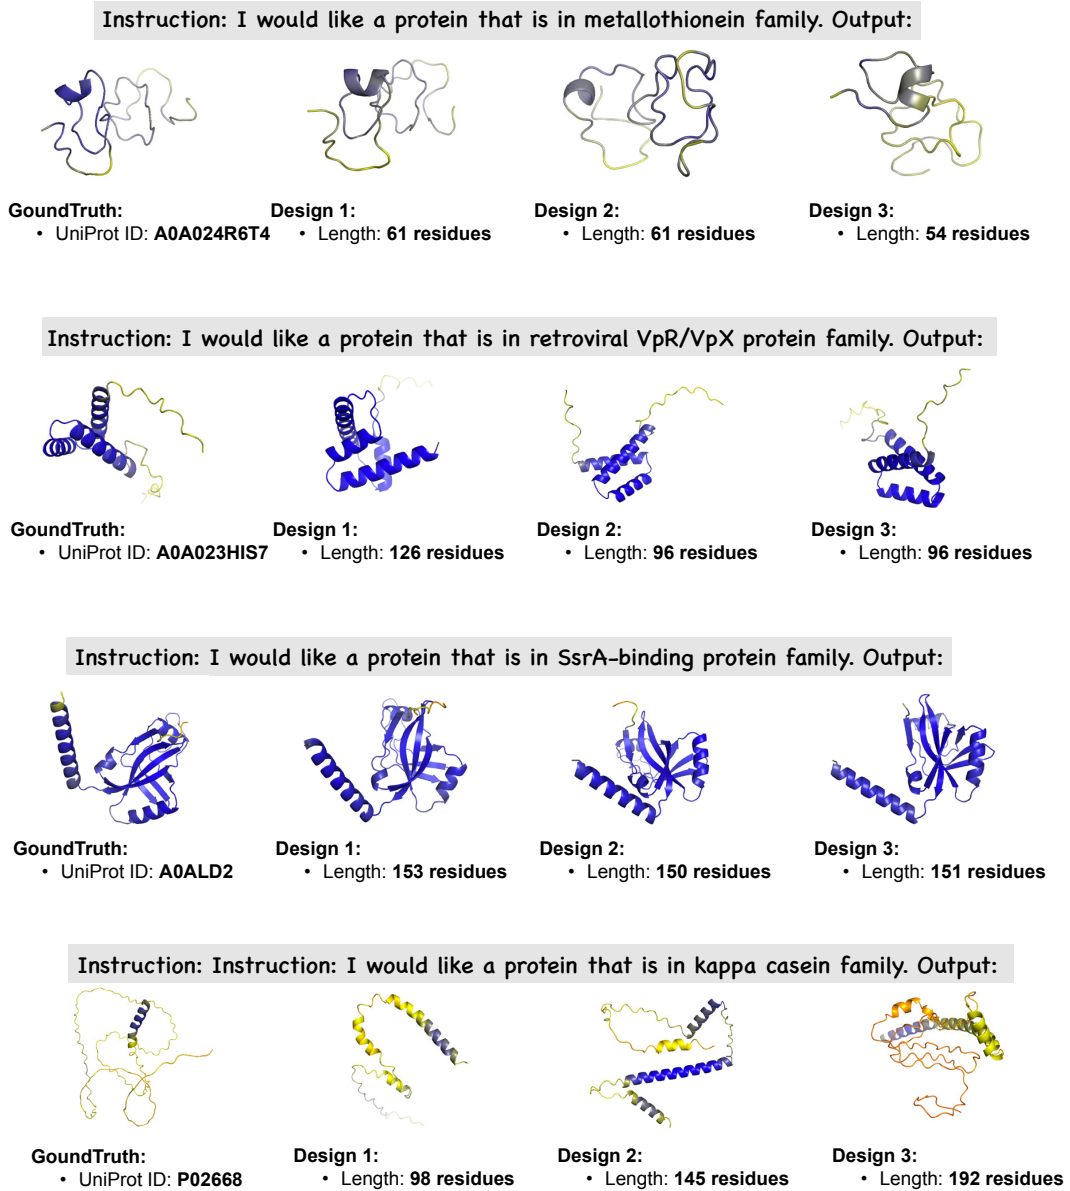 Instruction: I would like a protein that is in metallothionein family. Output:
GoundTruth:
• UniProt ID: A0A024R6T4
Design 1:
• Length: 61 residues
Design 2:
• Length: 61 residues
Design 3:
• Length: 54 residues
Instruction: I would like a protein that is in retroviral VpR/VpX protein family. Output:
GoundTruth:
• UniProt ID: A0A023HIS7
Design 1:
• Length: 126 residues
Design 2:
• Length: 96 residues
Design 3:
• Length: 96 residues
Instruction: I would like a protein that is in SsrA-binding protein family. Output:
GoundTruth:
• UniProt ID: A0ALD2
Design 1:
• Length: 153 residues
Design 2:
• Length: 150 residues
Design 3:
• Length: 151 residues
Instruction: Instruction: I would like a protein that is in kappa casein family. Output:
GoundTruth:
• UniProt ID: P02668
Design 1:
• Length: 98 residues
Design 2:
• Length: 145 residues
Design 3:
• Length: 192 residues